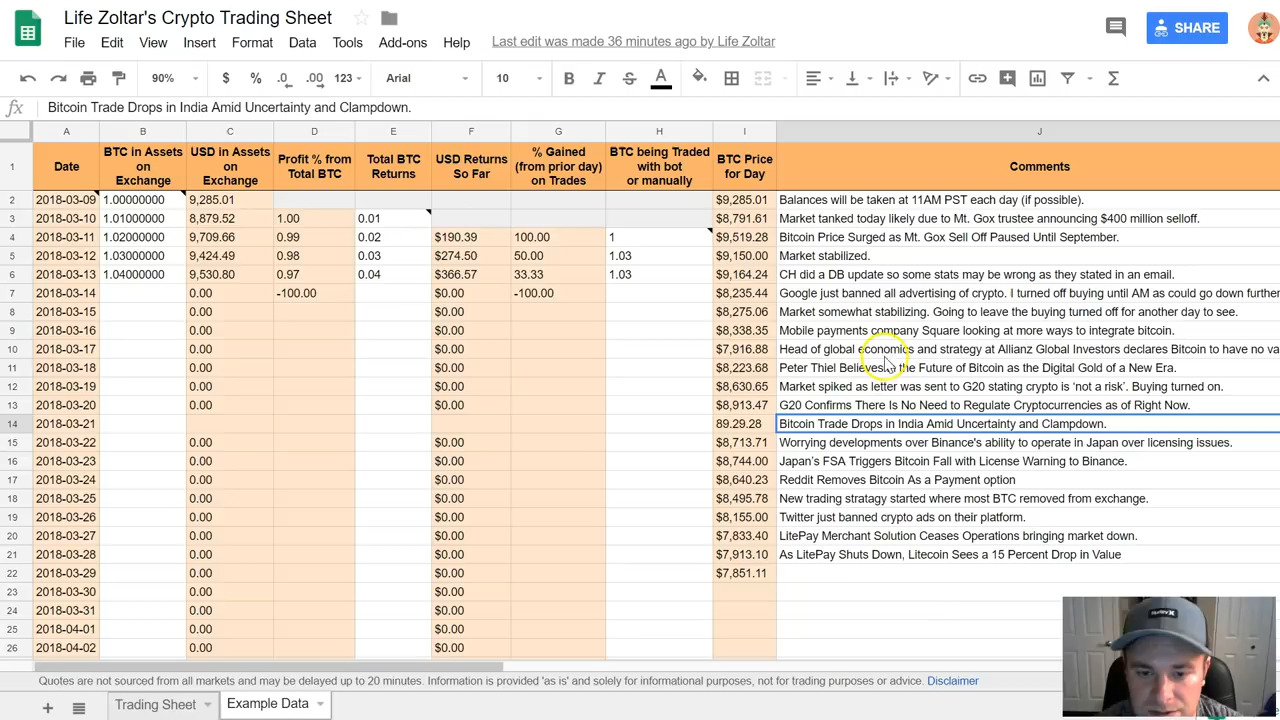 Life Zoltar's Crypto Trading Sheet
File Edit View Insert Format Data Tools Add-ons Help Last edit was made 36 minutes ago by Life Zoltar
SHARE
90% $ % .0 .00 123 Arial 10 B I S A
fx Bitcoin Trade Drops in India Amid Uncertainty and Clampdown.
A B C D E F G H I J
1 Date BTC in Assets on Exchange USD in Assets on Exchange Profit % from Total BTC Total BTC Returns USD Returns So Far % Gained (from prior day) on Trades BTC being Traded with bot or manually BTC Price for Day Comments
2 2018-03-09 1.00000000 9,285.01 $9,285.01 Balances will be taken at 11AM PST each day (if possible).
3 2018-03-10 1.01000000 8,879.52 1.00 0.01 $8,791.61 Market tanked today likely due to Mt. Gox trustee announcing $400 million selloff.
4 2018-03-11 1.02000000 9,709.66 0.99 0.02 $190.39 100.00 1 $9,519.28 Bitcoin Price Surged as Mt. Gox Sell Off Paused Until September.
5 2018-03-12 1.03000000 9,424.49 0.98 0.03 $274.50 50.00 1.03 $9,150.00 Market stabilized.
6 2018-03-13 1.04000000 9,530.80 0.97 0.04 $366.57 33.33 1.03 $9,164.24 CH did a DB update so some stats may be wrong as they stated in an email.
7 2018-03-14 0.00 -100.00 $0.00 -100.00 $8,235.44 Google just banned all advertising of crypto. I turned off buying until AM as could go down further
8 2018-03-15 0.00 $0.00 $8,275.06 Market somewhat stabilizing. Going to leave the buying turned off for another day to see.
9 2018-03-16 0.00 $0.00 $8,338.35 Mobile payments company Square looking at more ways to integrate bitcoin.
10 2018-03-17 0.00 $0.00 $7,916.88 Head of global economics and strategy at Allianz Global Investors declares Bitcoin to have no va
11 2018-03-18 0.00 $0.00 $8,223.68 Peter Thiel Believes the Future of Bitcoin as the Digital Gold of a New Era.
12 2018-03-19 0.00 $0.00 $8,630.65 Market spiked as letter was sent to G20 stating crypto is 'not a risk'. Buying turned on.
13 2018-03-20 0.00 $0.00 $8,913.47 G20 Confirms There Is No Need to Regulate Cryptocurrencies as of Right Now.
14 2018-03-21 89.29.28 Bitcoin Trade Drops in India Amid Uncertainty and Clampdown.
15 2018-03-22 0.00 $0.00 $8,713.71 Worrying developments over Binance's ability to operate in Japan over licensing issues.
16 2018-03-23 0.00 $0.00 $8,744.00 Japan's FSA Triggers Bitcoin Fall with License Warning to Binance.
17 2018-03-24 0.00 $0.00 $8,640.23 Reddit Removes Bitcoin As a Payment option
18 2018-03-25 0.00 $0.00 $8,495.78 New trading stratagy started where most BTC removed from exchange.
19 2018-03-26 0.00 $0.00 $8,155.00 Twitter just banned crypto ads on their platform.
20 2018-03-27 0.00 $0.00 $7,833.40 LitePay Merchant Solution Ceases Operations bringing market down.
21 2018-03-28 0.00 $0.00 $7,913.10 As LitePay Shuts Down, Litecoin Sees a 15 Percent Drop in Value
22 2018-03-29 0.00 $0.00 $7,851.11
23 2018-03-30 0.00 $0.00
24 2018-03-31 0.00 $0.00
25 2018-04-01 0.00 $0.00
26 2018-04-02 0.00 $0.00
Quotes are not sourced from all markets and may be delayed up to 20 minutes. Information is provided 'as is' and solely for informational purposes, not for trading purposes or advice. Disclaimer
Trading Sheet Example Data